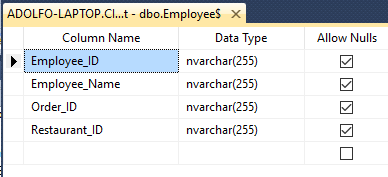 ADOLFO-LAPTOP.Cl...t - dbo.Employee$
Column Name Data Type Allow Nulls
Employee_ID nvarchar(255)
Employee_Name nvarchar(255)
Order_ID nvarchar(255)
Restaurant_ID nvarchar(255)